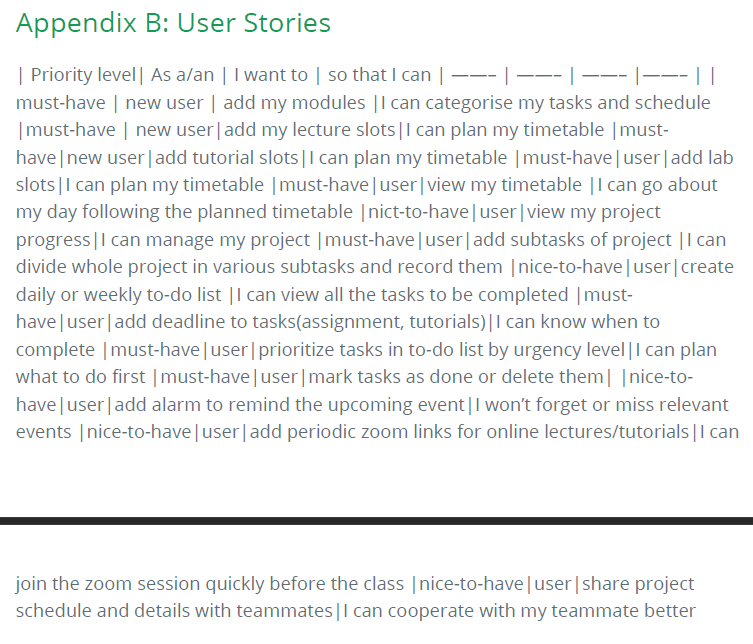 Appendix B: User Stories
| Priority level| As a/an | I want to | so that I can | ——– | ——– | ——– |——– | |
must-have | new user | add my modules |I can categorise my tasks and schedule
|must-have | new user|add my lecture slots|I can plan my timetable |must-
have|new user|add tutorial slots|I can plan my timetable |must-have|user|add lab
slots|I can plan my timetable |must-have|user|view my timetable |I can go about
my day following the planned timetable |nict-to-have|user|view my project
progress|I can manage my project |must-have|user|add subtasks of project |I can
divide whole project in various subtasks and record them |nice-to-have|user|create
daily or weekly to-do list |I can view all the tasks to be completed |must-
have|user|add deadline to tasks(assignment, tutorials)|I can know when to
complete |must-have|user|prioritize tasks in to-do list by urgency level|I can plan
what to do first |must-have|user|mark tasks as done or delete them| |nice-to-
have|user|add alarm to remind the upcoming event|I won’t forget or miss relevant
events |nice-to-have|user|add periodic zoom links for online lectures/tutorials|I can
join the zoom session quickly before the class |nice-to-have|user|share project
schedule and details with teammates|I can cooperate with my teammate better